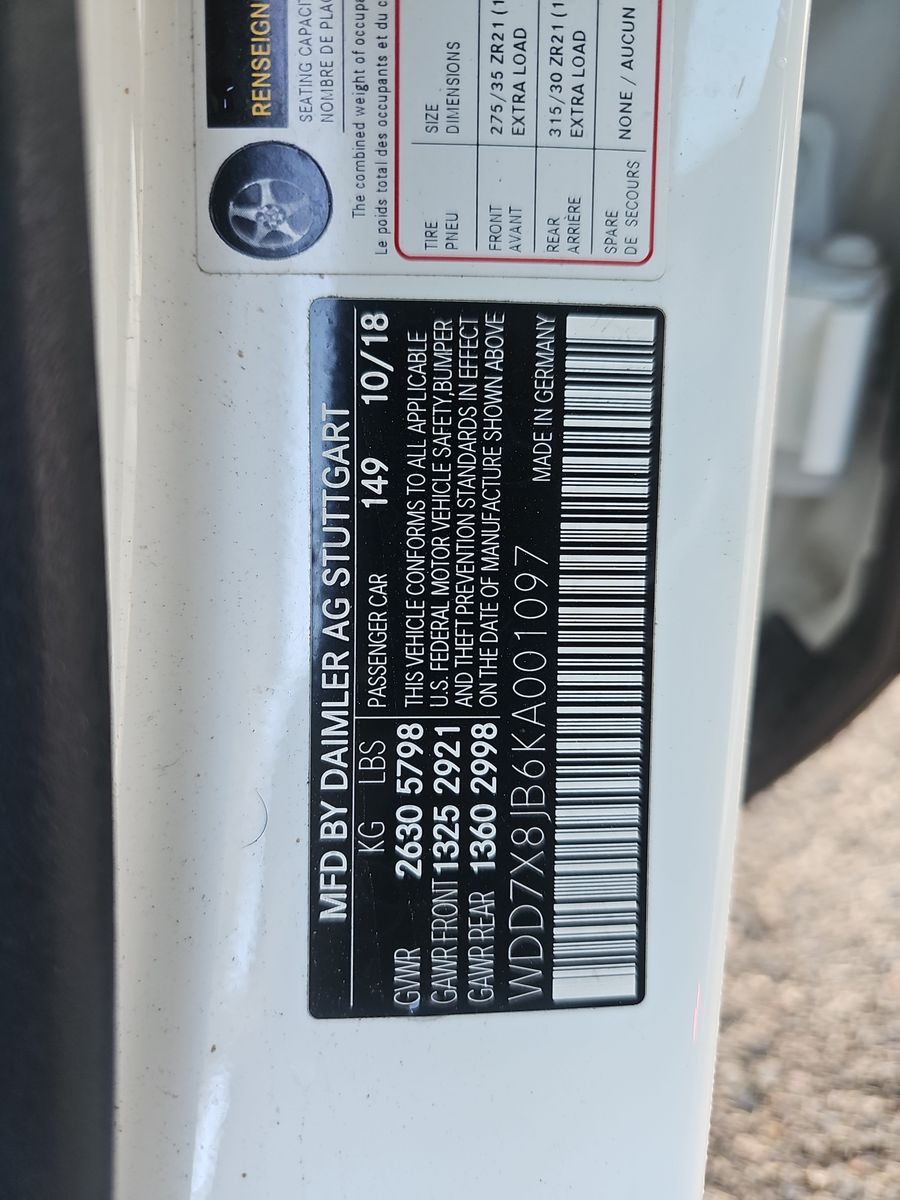 MFD BY DAIMLER AG STUTTGART
KG LBS PASSENGER CAR 149 10/18
GVWR 2630 5798 THIS VEHICLE CONFORMS TO ALL APPLICABLE
GAWR FRONT 1325 2921 U.S. FEDERAL MOTOR VEHICLE SAFETY,BUMPER
GAWR REAR 1360 2998 AND THEFT PREVENTION STANDARDS IN EFFECT
ON THE DATE OF MANUFACTURE SHOWN ABOVE
WDD7X8JB6KA001097 MADE IN GERMANY
RENSEIGN
SEATING CAPACI
NOMBRE DE PLAC
The combined weight of occupa
Le poids total des occupants et du c
TIRE SIZE
PNEU DIMENSIONS
FRONT 275/35 ZR21 (1
AVANT EXTRA LOAD
REAR 315/30 ZR21 (1
ARRIÈRE EXTRA LOAD
SPARE NONE / AUCUN
DE SECOURS